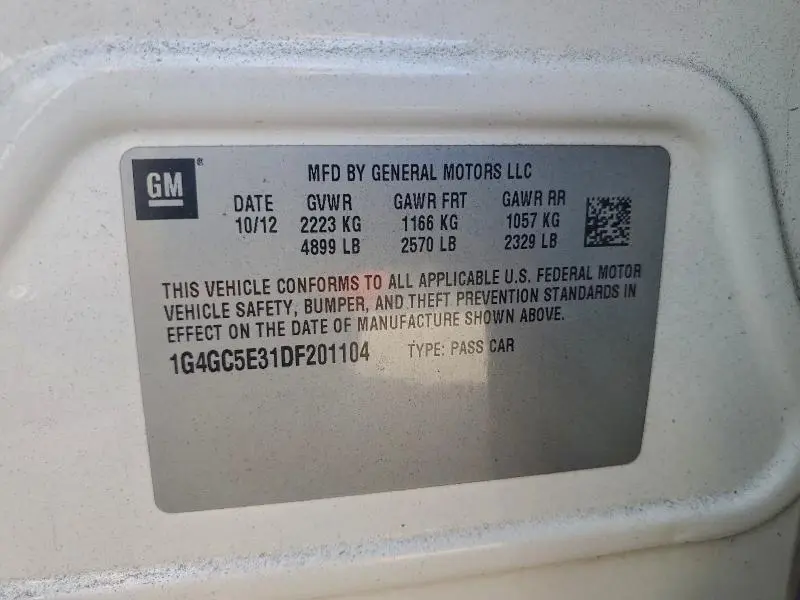 GM®
MFD BY GENERAL MOTORS LLC
DATE GVWR GAWR FRT GAWR RR
10/12 2223 KG 1166 KG 1057 KG
4899 LB 2570 LB 2329 LB
THIS VEHICLE CONFORMS TO ALL APPLICABLE U.S. FEDERAL MOTOR
VEHICLE SAFETY, BUMPER, AND THEFT PREVENTION STANDARDS IN
EFFECT ON THE DATE OF MANUFACTURE SHOWN ABOVE.
1G4GC5E31DF201104 TYPE: PASS CAR